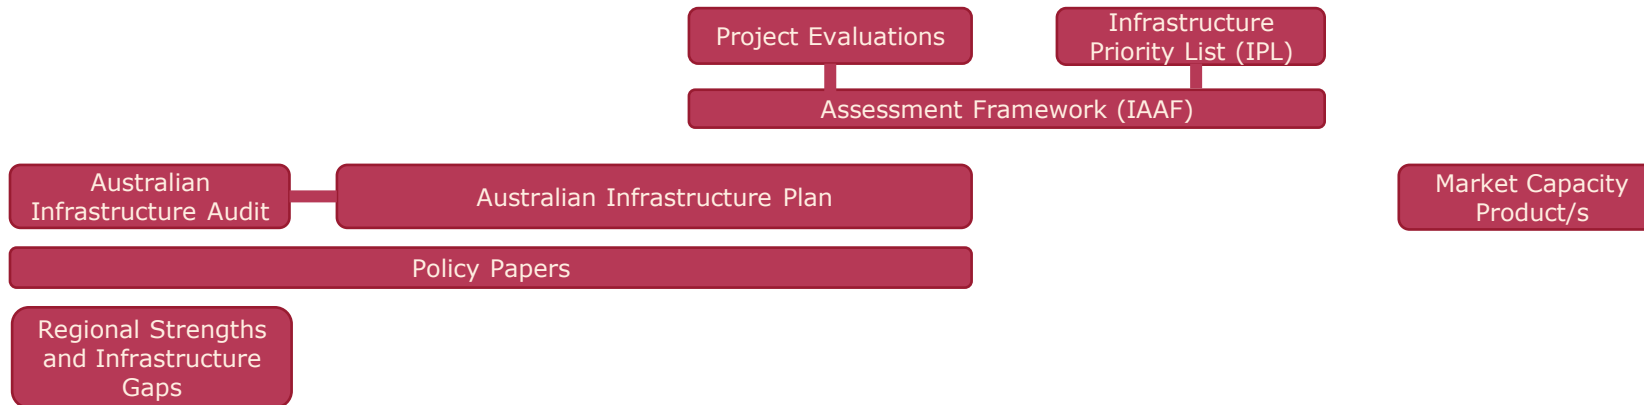 Project Evaluations
Infrastructure
Priority List (IPL)
Assessment Framework (IAAF)
Australian
Infrastructure Audit
Australian Infrastructure Plan
Market Capacity
Product/s
Policy Papers
Regional Strengths
and Infrastructure
Gaps